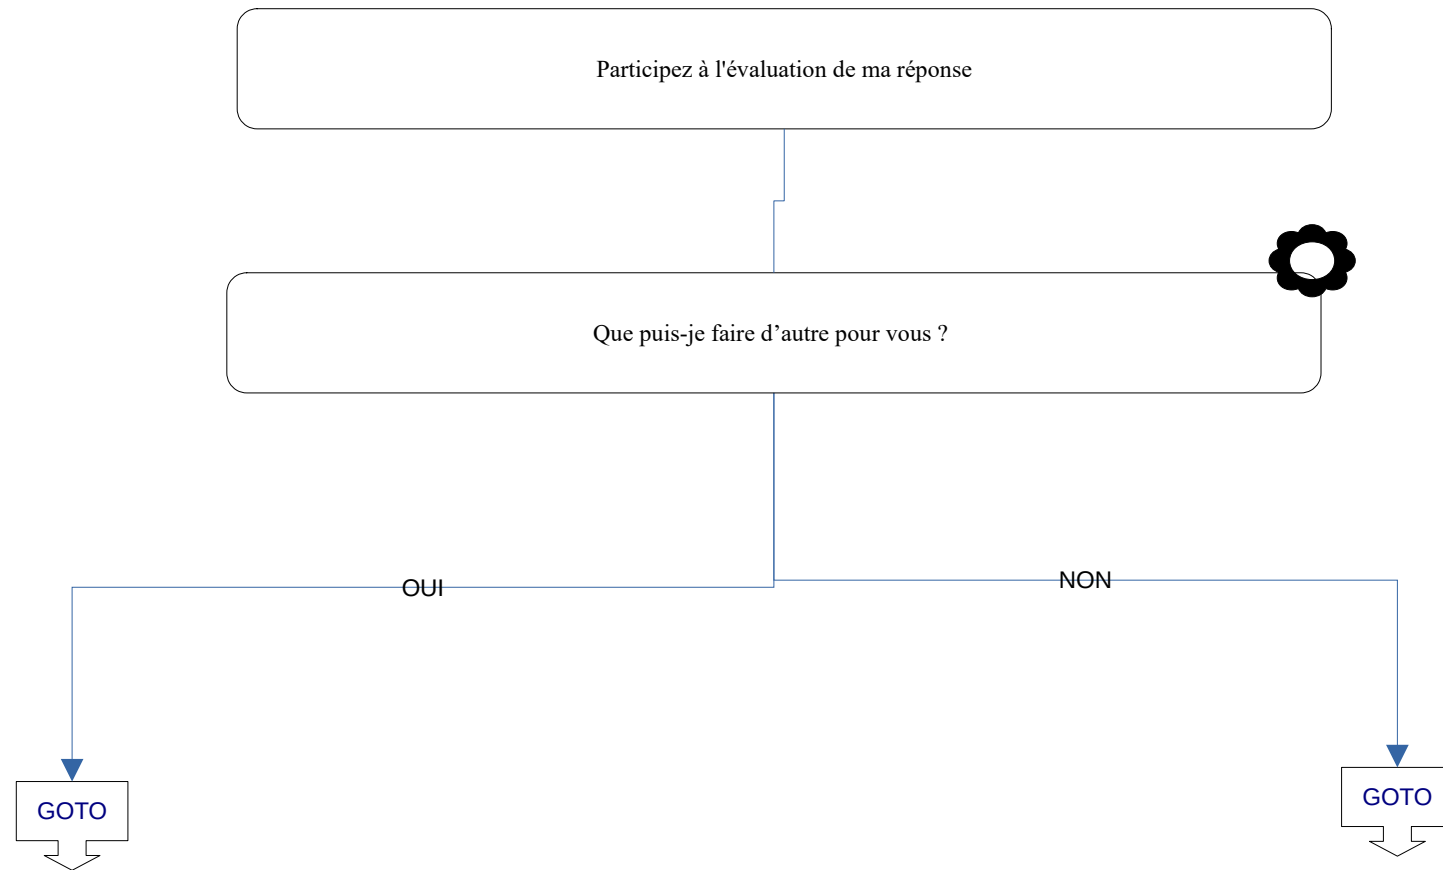 Participez à l'évaluation de ma réponse
Que puis-je faire d’autre pour vous ?
OUI
NON
GOTO
GOTO